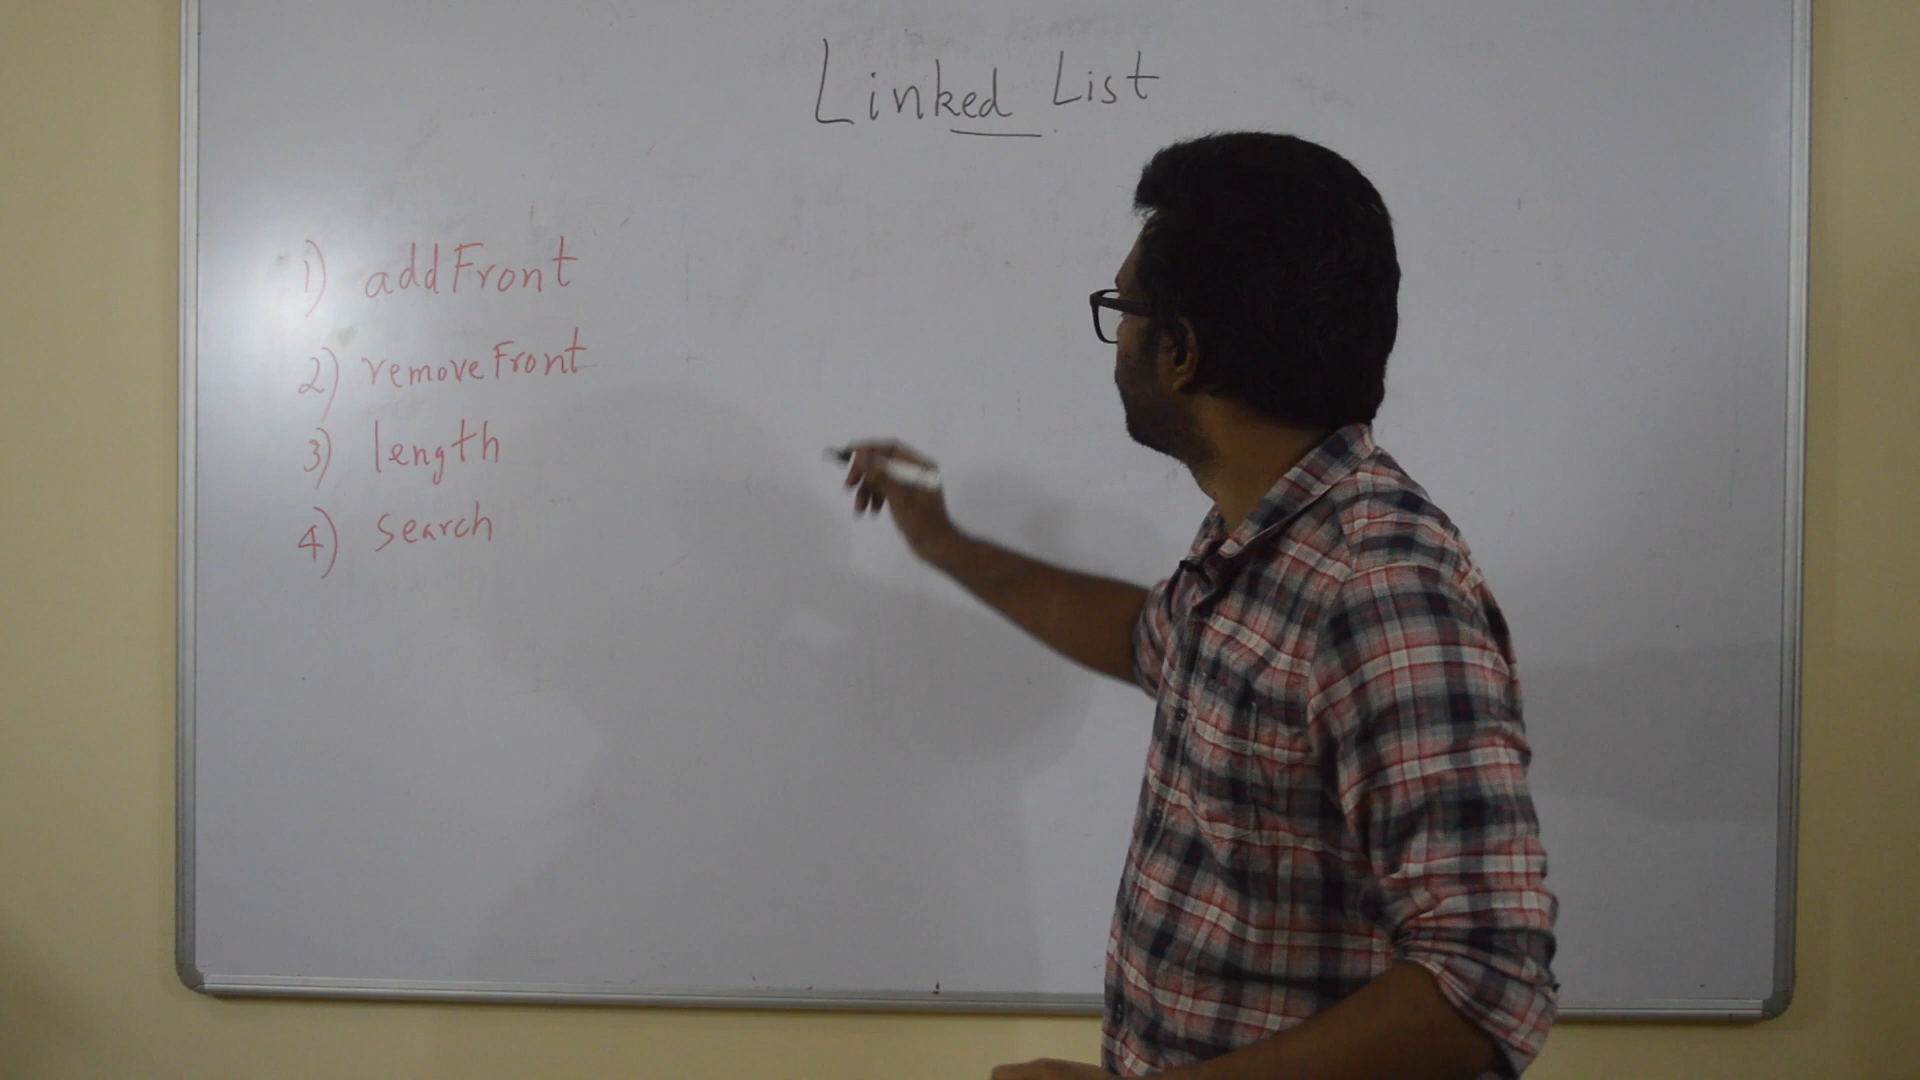 Linked List
1) addFront
2) removeFront
3) length
4) search